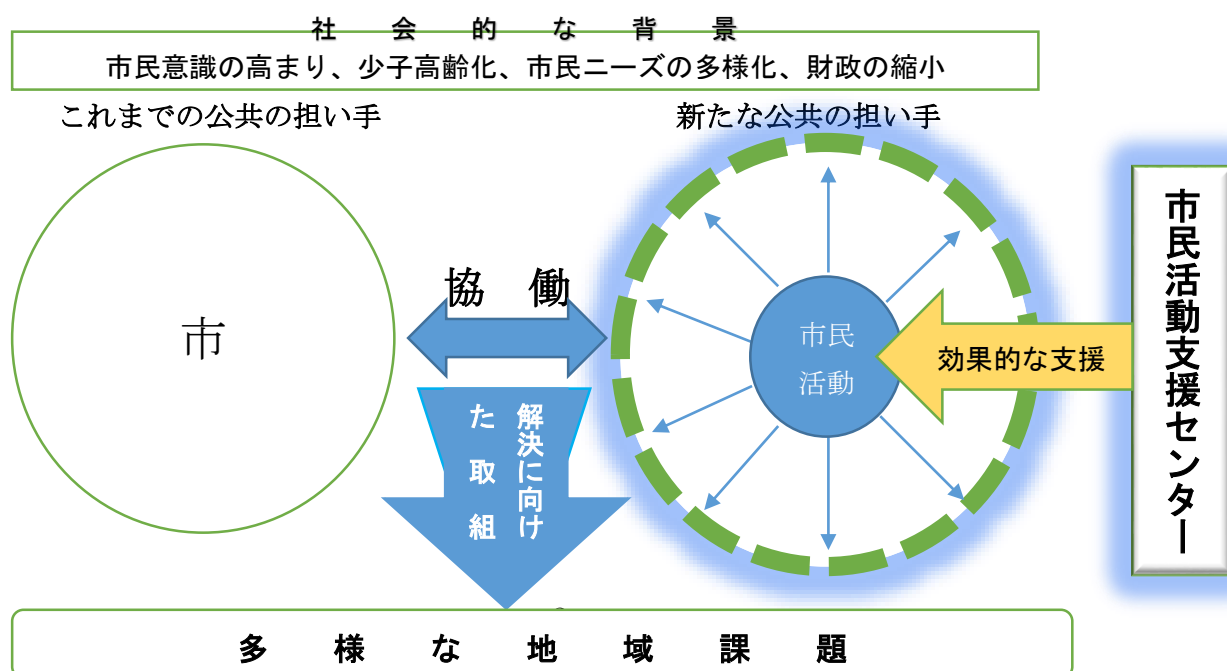 社会的な背景
市民意識の高まり、少子高齢化、市民ニーズの多様化、財政の縮小
これまでの公共の担い手
新たな公共の担い手
市
協働
市民
活動
効果的な支援
市民活動支援センター
解決に向け
た取組
多様な地域課題